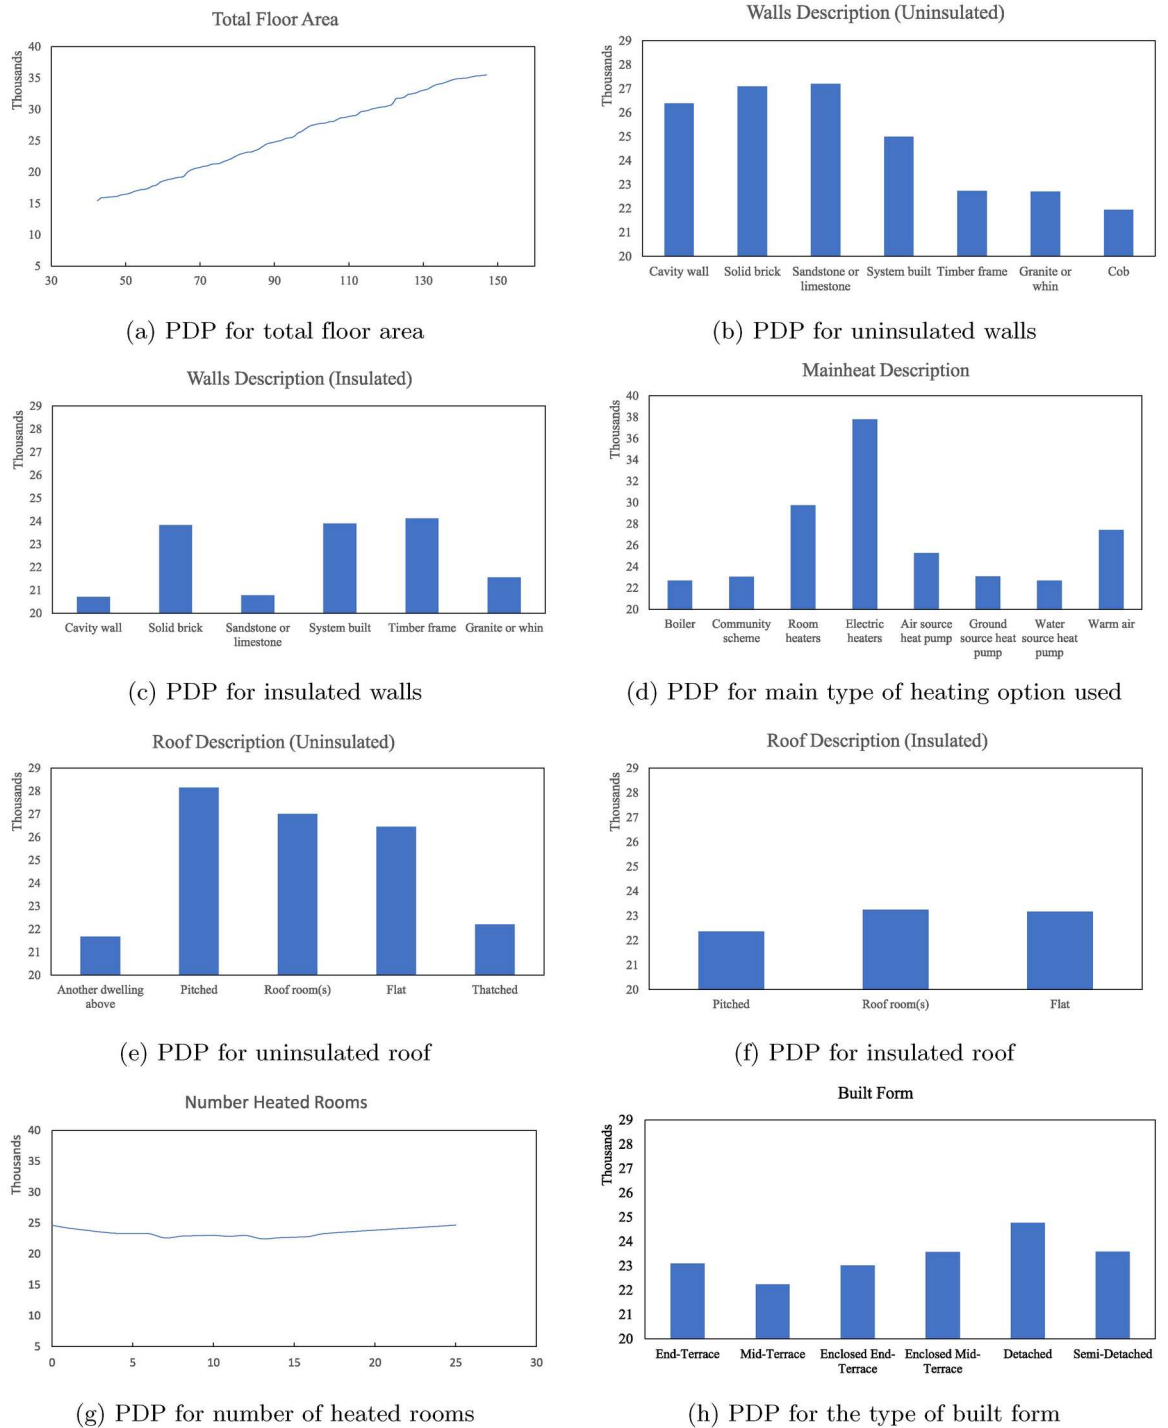 Total Floor Area
Thousands
40
35
30
25
20
15
10
5
30 50 70 90 110 130 150
(a) PDP for total floor area
Walls Description (Uninsulated)
Thousands
29
28
27
26
25
24
23
22
21
20
Cavity wall Solid brick Sandstone or System built Timber frame Granite or Cob
limestone whin
(b) PDP for uninsulated walls
Walls Description (Insulated)
Thousands
29
28
27
26
25
24
23
22
21
20
Cavity wall Solid brick Sandstone or System built Timber frame Granite or whin
limestone
(c) PDP for insulated walls
Mainheat Description
Thousands
40
38
36
34
32
30
28
26
24
22
20
Boiler Community Room Electric Air source Ground Water Warm air
scheme heaters heaters heat pump source heat source heat
pump pump
(d) PDP for main type of heating option used
Roof Description (Uninsulated)
Thousands
29
28
27
26
25
24
23
22
21
20
Another dwelling Pitched Roof room(s) Flat Thatched
above
(e) PDP for uninsulated roof
Roof Description (Insulated)
Thousands
29
28
27
26
25
24
23
22
21
20
Pitched Roof room(s) Flat
(f) PDP for insulated roof
Number Heated Rooms
Thousands
40
35
30
25
20
15
10
5
0 5 10 15 20 25 30
(g) PDP for number of heated rooms
Built Form
Thousands
29
28
27
26
25
24
23
22
21
20
End-Terrace Mid-Terrace Enclosed End- Enclosed Mid- Detached Semi-Detached
Terrace Terrace
(h) PDP for the type of built form